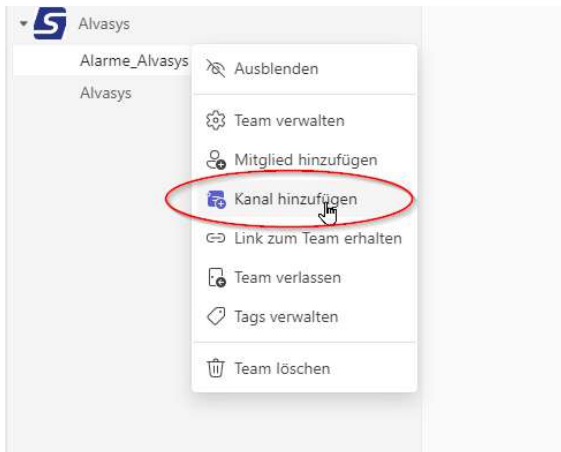 Alvasys
Alarme_Alvasys
Ausblenden
Alvasys
Team verwalten
Mitglied hinzufügen
Kanal hinzufügen
Link zum Team erhalten
Team verlassen
Tags verwalten
Team löschen